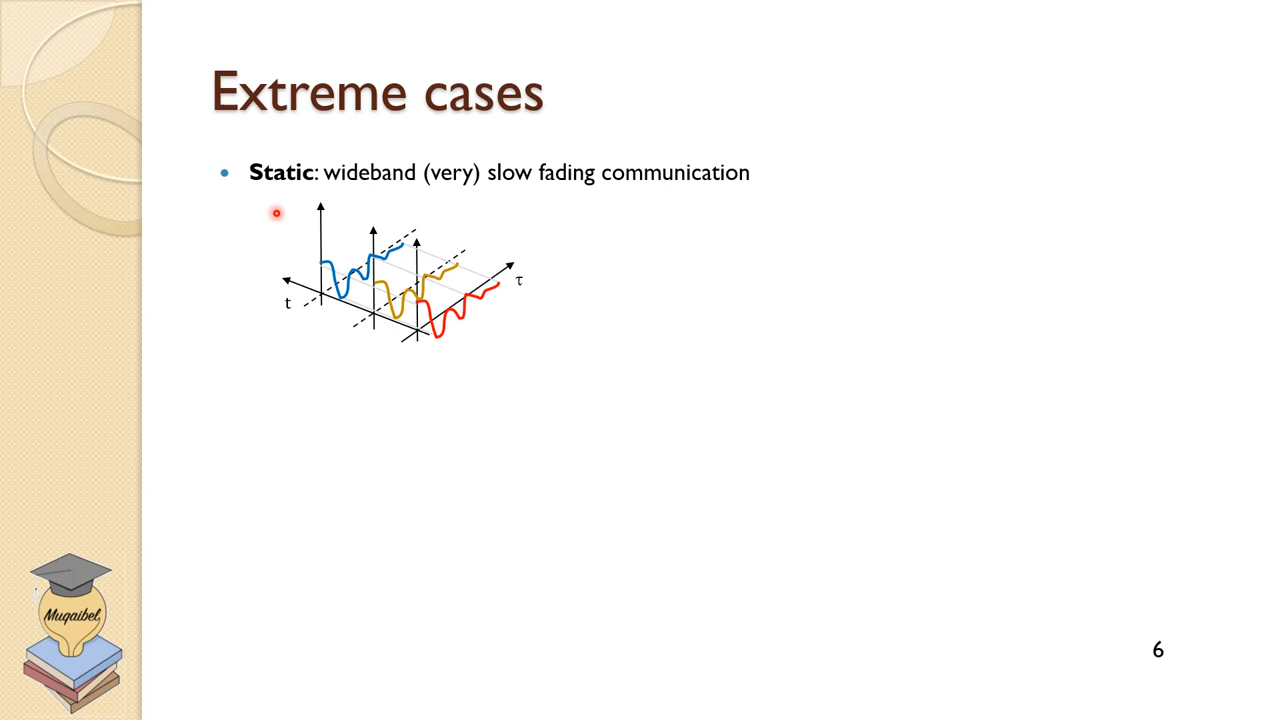 Extreme cases
Static: wideband (very) slow fading communication
τ
t
Muqaibel
6